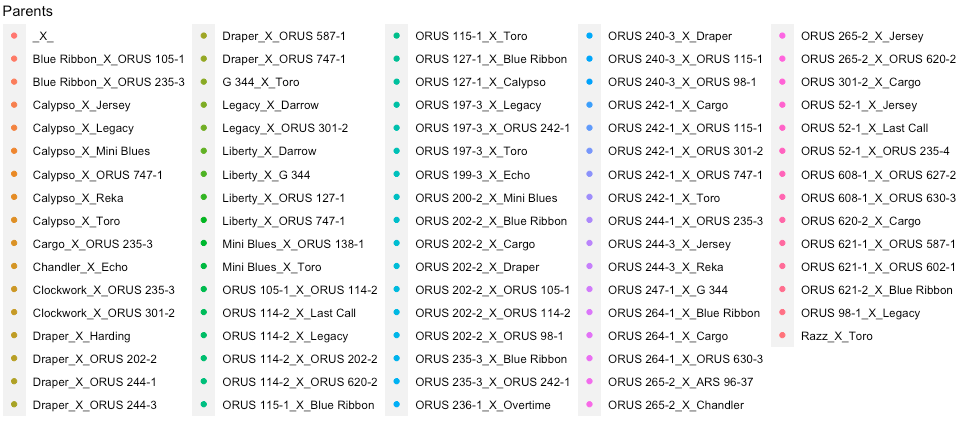 Parents
_X_
Blue Ribbon_X_ORUS 105-1
Blue Ribbon_X_ORUS 235-3
Calypso_X_Jersey
Calypso_X_Legacy
Calypso_X_Mini Blues
Calypso_X_ORUS 747-1
Calypso_X_Reka
Calypso_X_Toro
Cargo_X_ORUS 235-3
Chandler_X_Echo
Clockwork_X_ORUS 235-3
Clockwork_X_ORUS 301-2
Draper_X_Harding
Draper_X_ORUS 202-2
Draper_X_ORUS 244-1
Draper_X_ORUS 244-3
Draper_X_ORUS 587-1
Draper_X_ORUS 747-1
G 344_X_Toro
Legacy_X_Darrow
Legacy_X_ORUS 301-2
Liberty_X_Darrow
Liberty_X_G 344
Liberty_X_ORUS 127-1
Liberty_X_ORUS 747-1
Mini Blues_X_ORUS 138-1
Mini Blues_X_Toro
ORUS 105-1_X_ORUS 114-2
ORUS 114-2_X_Last Call
ORUS 114-2_X_Legacy
ORUS 114-2_X_ORUS 202-2
ORUS 114-2_X_ORUS 620-2
ORUS 115-1_X_Blue Ribbon
ORUS 115-1_X_Toro
ORUS 127-1_X_Blue Ribbon
ORUS 127-1_X_Calypso
ORUS 197-3_X_Legacy
ORUS 197-3_X_ORUS 242-1
ORUS 197-3_X_Toro
ORUS 199-3_X_Echo
ORUS 200-2_X_Mini Blues
ORUS 202-2_X_Blue Ribbon
ORUS 202-2_X_Cargo
ORUS 202-2_X_Draper
ORUS 202-2_X_ORUS 105-1
ORUS 202-2_X_ORUS 114-2
ORUS 202-2_X_ORUS 98-1
ORUS 235-3_X_Blue Ribbon
ORUS 235-3_X_ORUS 242-1
ORUS 236-1_X_Overtime
ORUS 240-3_X_Draper
ORUS 240-3_X_ORUS 115-1
ORUS 240-3_X_ORUS 98-1
ORUS 242-1_X_Cargo
ORUS 242-1_X_ORUS 115-1
ORUS 242-1_X_ORUS 301-2
ORUS 242-1_X_ORUS 747-1
ORUS 242-1_X_Toro
ORUS 244-1_X_ORUS 235-3
ORUS 244-3_X_Jersey
ORUS 244-3_X_Reka
ORUS 247-1_X_G 344
ORUS 264-1_X_Blue Ribbon
ORUS 264-1_X_Cargo
ORUS 264-1_X_ORUS 630-3
ORUS 265-2_X_ARS 96-37
ORUS 265-2_X_Chandler
ORUS 265-2_X_Jersey
ORUS 265-2_X_ORUS 620-2
ORUS 301-2_X_Cargo
ORUS 52-1_X_Jersey
ORUS 52-1_X_Last Call
ORUS 52-1_X_ORUS 235-4
ORUS 608-1_X_ORUS 627-2
ORUS 608-1_X_ORUS 630-3
ORUS 620-2_X_Cargo
ORUS 621-1_X_ORUS 587-1
ORUS 621-1_X_ORUS 602-1
ORUS 621-2_X_Blue Ribbon
ORUS 98-1_X_Legacy
Razz_X_Toro